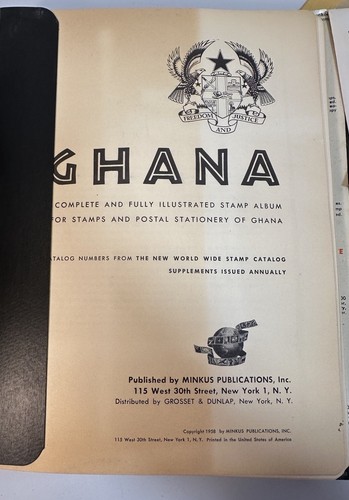 FREEDOM AND JUSTICE
GHANA
COMPLETE AND FULLY ILLUSTRATED STAMP ALBUM
FOR STAMPS AND POSTAL STATIONERY OF GHANA
NUMBERS FROM THE NEW WORLD WIDE STAMP CATALOG
SUPPLEMENTS ISSUED ANNUALLY
Published by MINKUS PUBLICATIONS, Inc.
115 West 30th Street, New York 1, N. Y.
Distributed by GROSSET & DUNLAP, New York, N. Y.
Copyright 1958 by MINKUS PUBLICATIONS, INC.
115 West 30th Street, New York 1, N. Y. Printed in the United States of America